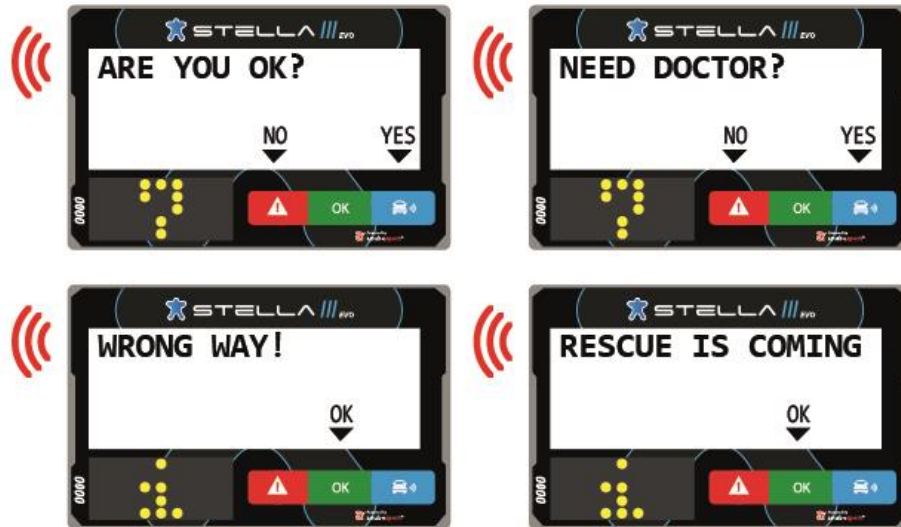 STELLA III EVO
ARE YOU OK?
NO YES
0000
OK
STELLA III EVO
NEED DOCTOR?
NO YES
0000
OK
STELLA III EVO
WRONG WAY!
OK
0000
OK
STELLA III EVO
RESCUE IS COMING
OK
0000
OK